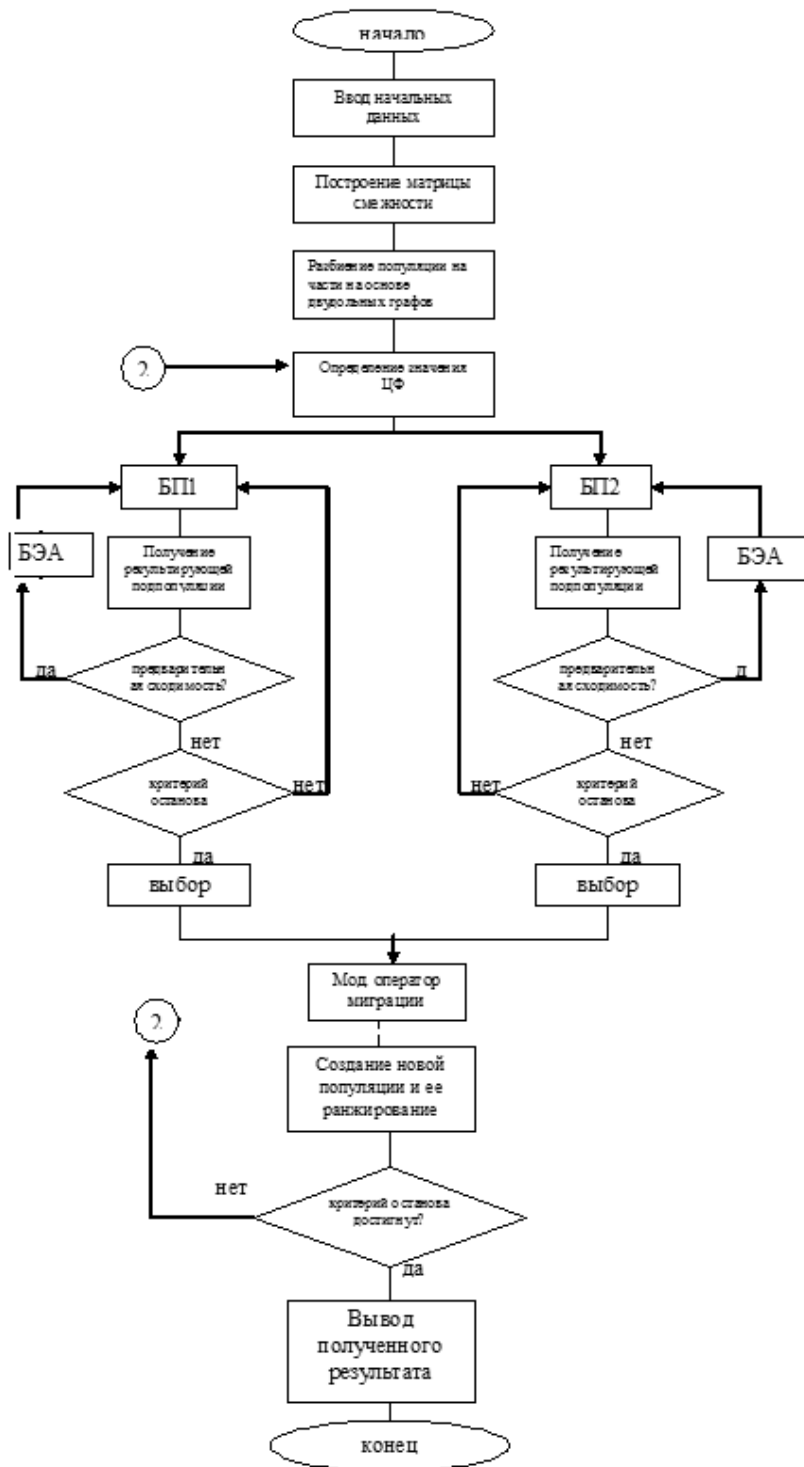 начало
Ввод начальных
данных
Построение матрицы
смежности
Разбиение популяции на
части на основе
двудольных графов
2
Определение значения
ЦФ
БП1
БП2
БЭА
Получение
результирующей
подпопуляции
Получение
результирующей
подпопуляции
БЭА
да
предварительн
ая сходимость?
предварительн
ая сходимость?
д
нет
нет
критерий
останова
нет
нет
критерий
останова
да
да
выбор
выбор
Мод. оператор
миграции
2
Создание новой
популяции и ее
ранжирование
нет
критерий останова
достигнут?
да
Вывод
полученного
результата
конец